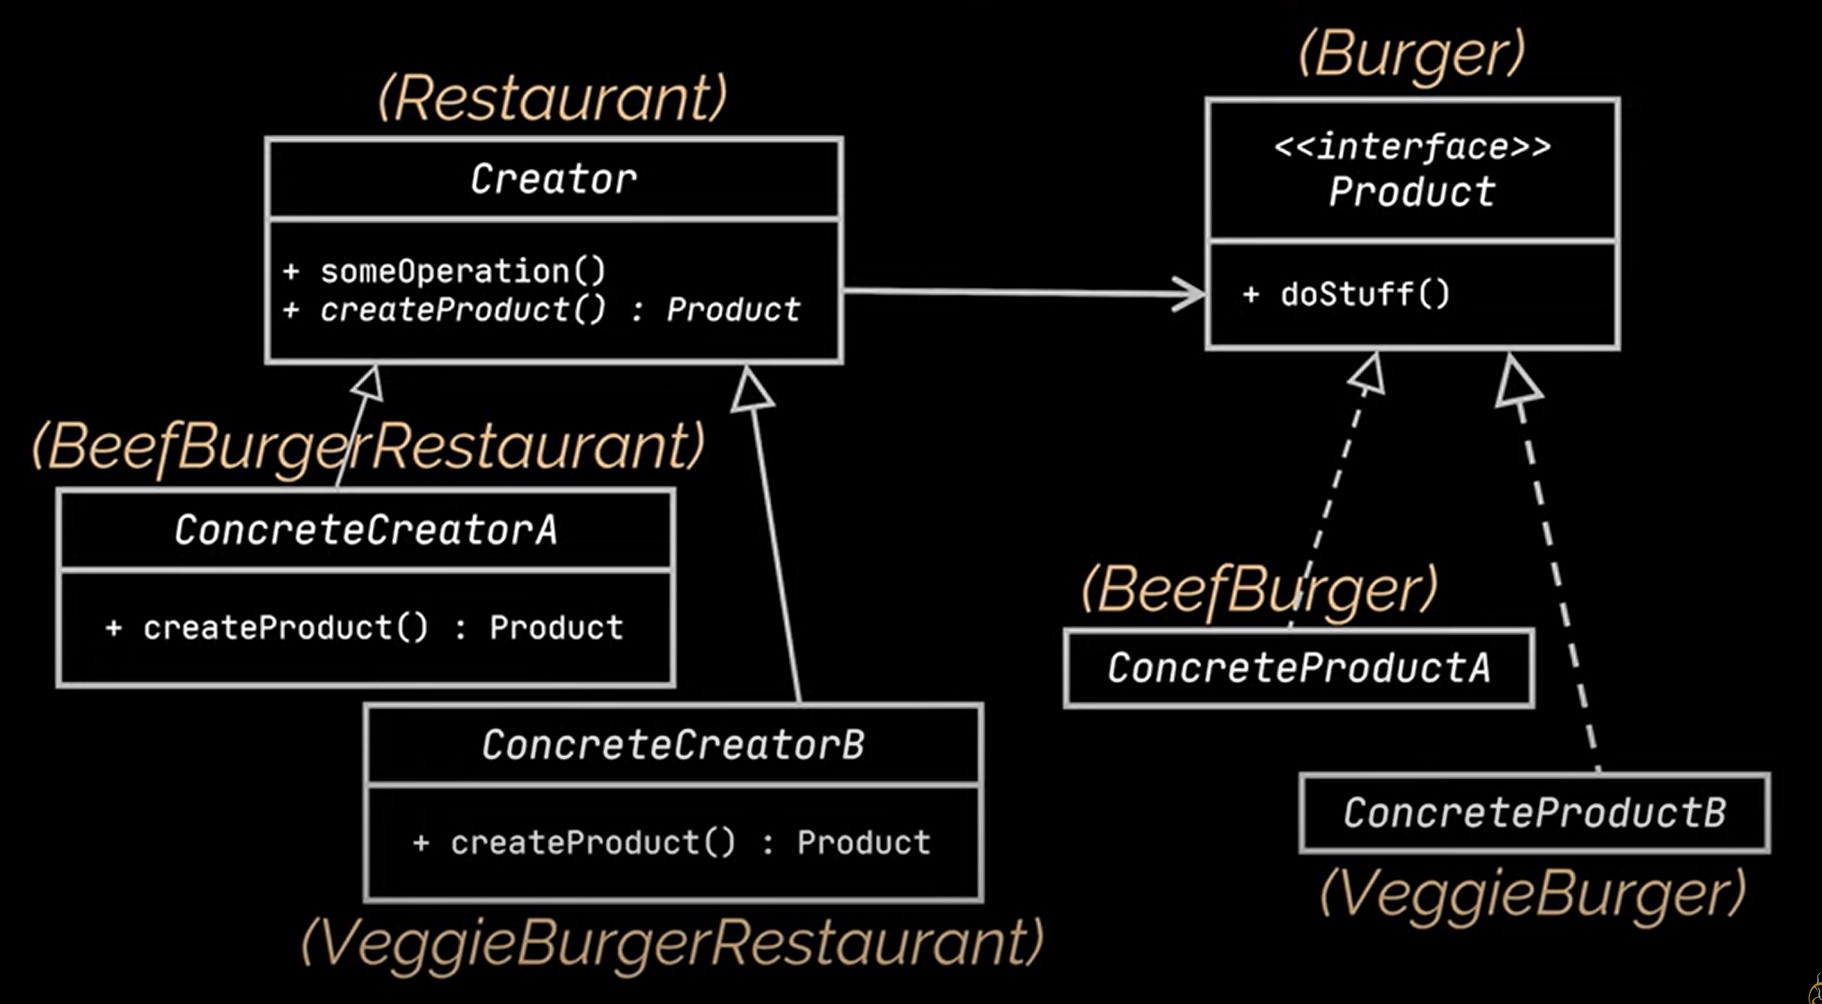 (Restaurant)
Creator
+ someOperation()
+ createProduct() : Product
(Burger)
<<interface>>
Product
+ doStuff()
(BeefBurgerRestaurant)
ConcreteCreatorA
+ createProduct() : Product
ConcreteCreatorB
+ createProduct() : Product
(VeggieBurgerRestaurant)
(BeefBurger)
ConcreteProductA
ConcreteProductB
(VeggieBurger)